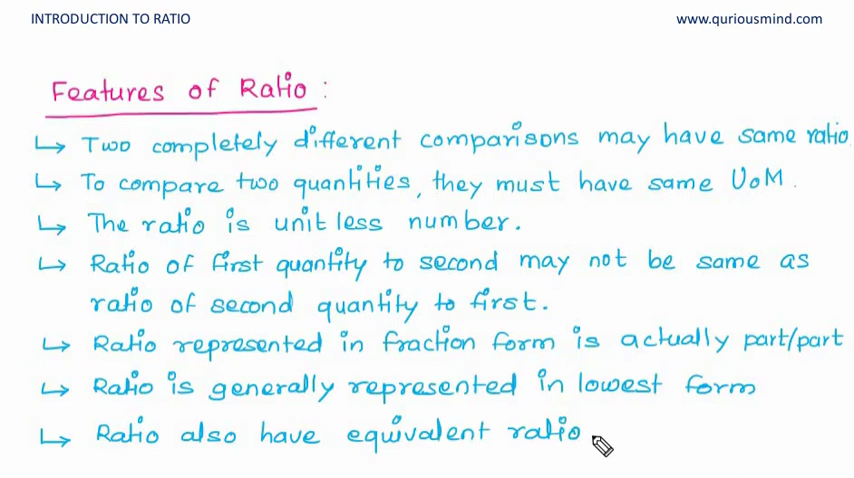 INTRODUCTION TO RATIO
www.quriousmind.com
Features of Ratio :
↳ Two completely different comparisons may have same ratio
↳ To compare two quantities, they must have same UoM.
↳ The ratio is unit less number.
↳ Ratio of first quantity to second may not be same as
ratio of second quantity to first.
↳ Ratio represented in fraction form is actually part/part
↳ Ratio is generally represented in lowest form
↳ Ratio also have equivalent ratio